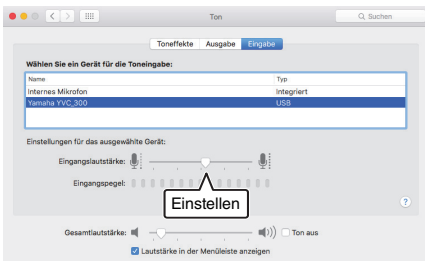 Ton
Suchen
Toneffekte Ausgabe Eingabe
Wählen Sie ein Gerät für die Toneingabe:
Name Typ
Internes Mikrofon Integriert
Yamaha YVC_300 USB
Einstellungen für das ausgewählte Gerät:
Eingangslautstärke:
Eingangspegel:
Einstellen
?
Gesamtlautstärke: Ton aus
Lautstärke in der Menüleiste anzeigen